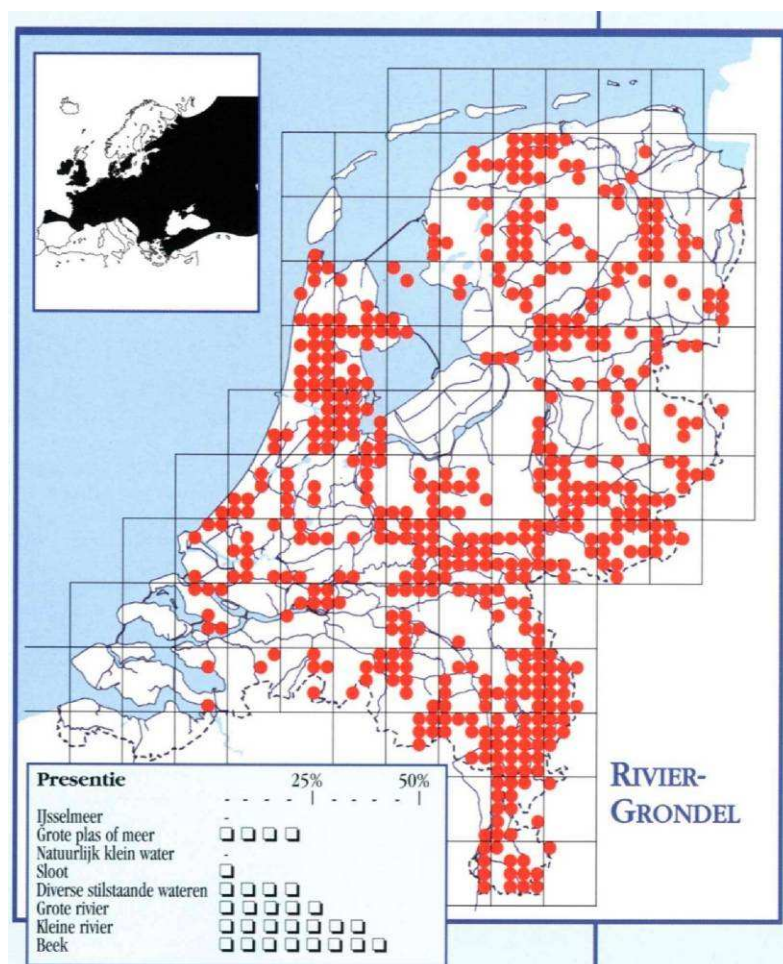 RIVIER-
GRONDEL
Presentie 25% 50%
IJsselmeer -
Grote plas of meer
Natuurlijk klein water -
Sloot
Diverse stilstaande wateren
Grote rivier
Kleine rivier
Beek